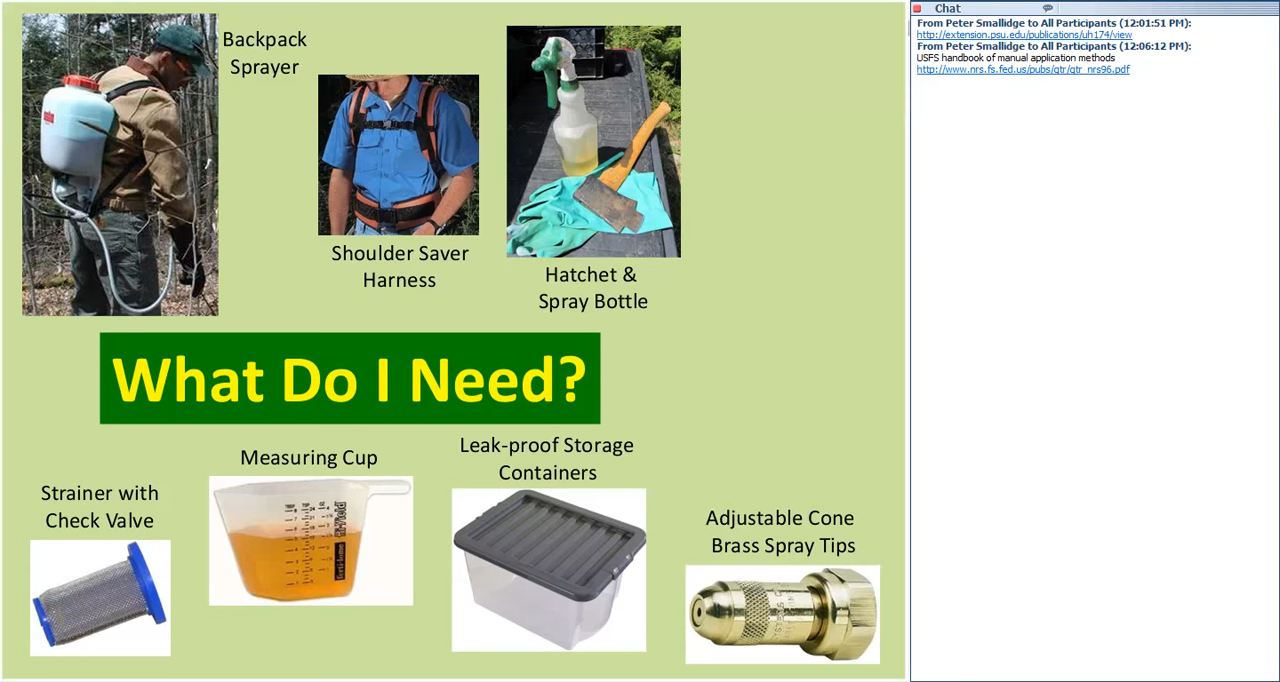 Backpack
Sprayer
Shoulder Saver
Harness
Hatchet &
Spray Bottle
What Do I Need?
Measuring Cup
Leak-proof Storage
Containers
Strainer with
Check Valve
Adjustable Cone
Brass Spray Tips
Chat
From Peter Smallidge to All Participants (12:01:51 PM):
http://extension.psu.edu/publications/uh174/view
From Peter Smallidge to All Participants (12:06:12 PM):
USFS handbook of manual application methods
http://www.nrs.fs.fed.us/pubs/gtr/gtr_nrs96.pdf